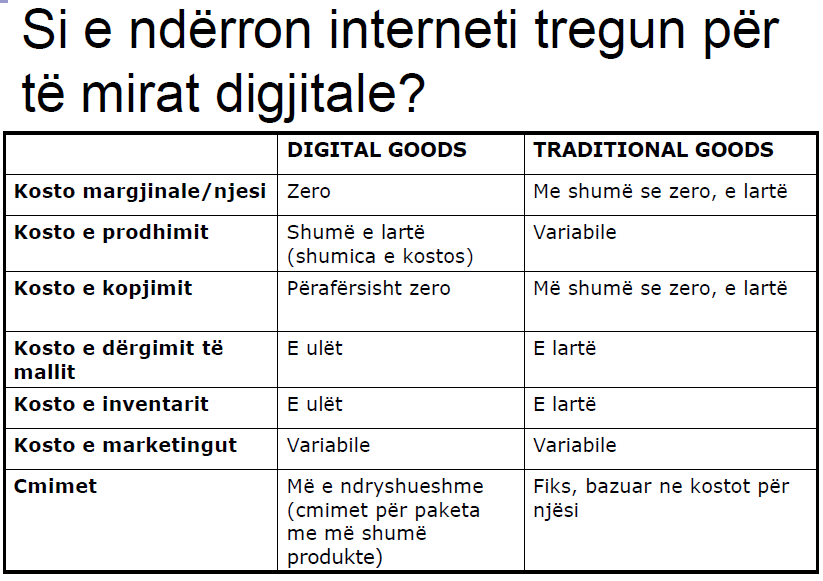 Si e ndërron interneti tregun për
të mirat digjitale?
DIGITAL GOODS
TRADITIONAL GOODS
Kosto margjinale/njesi
Zero
Me shumë se zero, e lartë
Kosto e prodhimit
Shumë e lartë
(shumica e kostos)
Variabile
Kosto e kopjimit
Përafërsisht zero
Më shumë se zero, e lartë
Kosto e dërgimit të
mallit
E ulët
E lartë
Kosto e inventarit
E ulët
E lartë
Kosto e marketingut
Variabile
Variabile
Cmimet
Më e ndryshueshme
(cmimet për paketa
me më shumë
produkte)
Fiks, bazuar ne kostot për
njësi